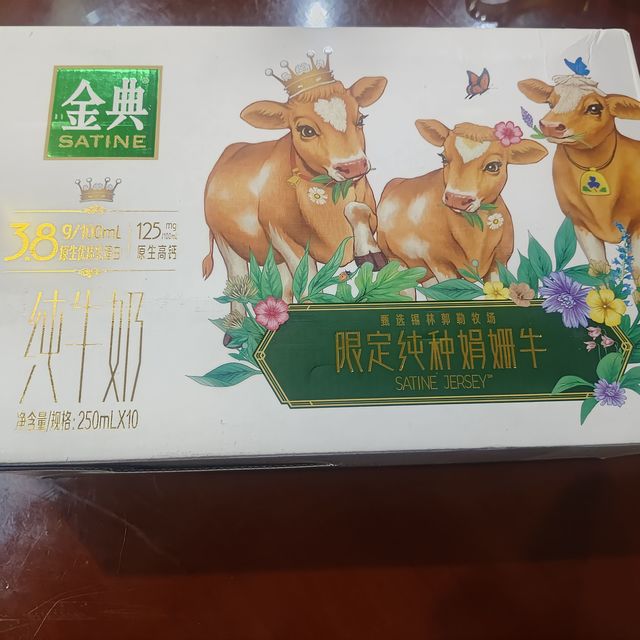 金典
SATINE
3.8g/100mL
原生优质乳蛋白
125mg
/100mL
原生高钙
纯牛奶
净含量/规格：250mLX10
甄选锡林郭勒牧场
限定纯种娟姗牛
SATINE JERSEY